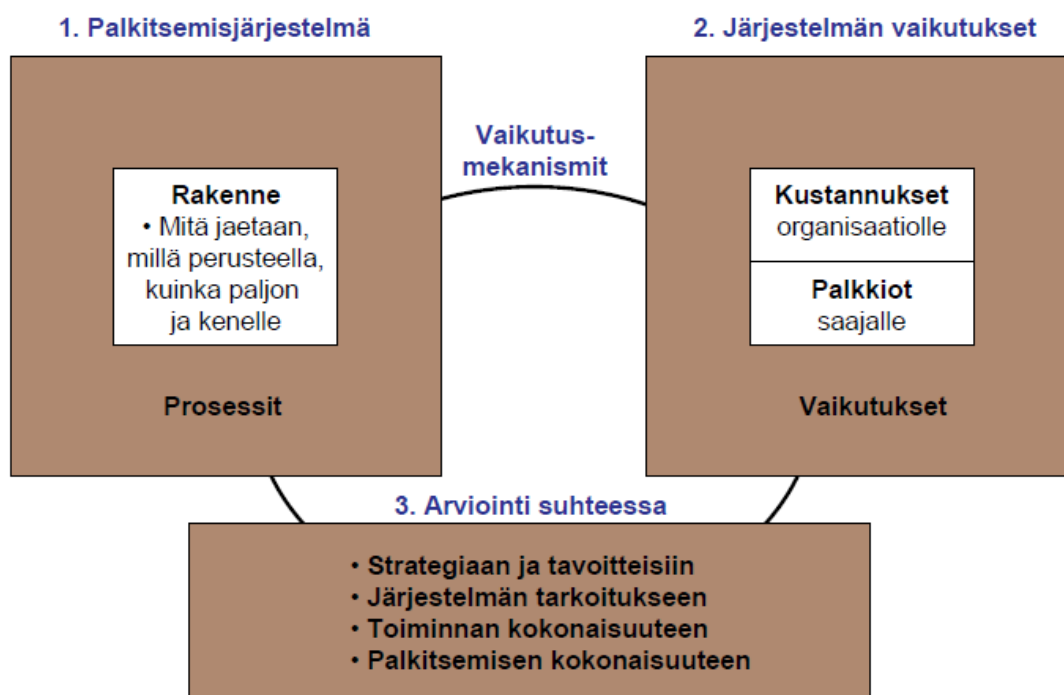 1. Palkitsemisjärjestelmä
Rakenne
• Mitä jaetaan,
millä perusteella,
kuinka paljon
ja kenelle
Prosessit
Vaikutus-
mekanismit
2. Järjestelmän vaikutukset
Kustannukset
organisaatiolle
Palkkiot
saajalle
Vaikutukset
3. Arviointi suhteessa
• Strategiaan ja tavoitteisiin
• Järjestelmän tarkoitukseen
• Toiminnan kokonaisuuteen
• Palkitsemisen kokonaisuuteen